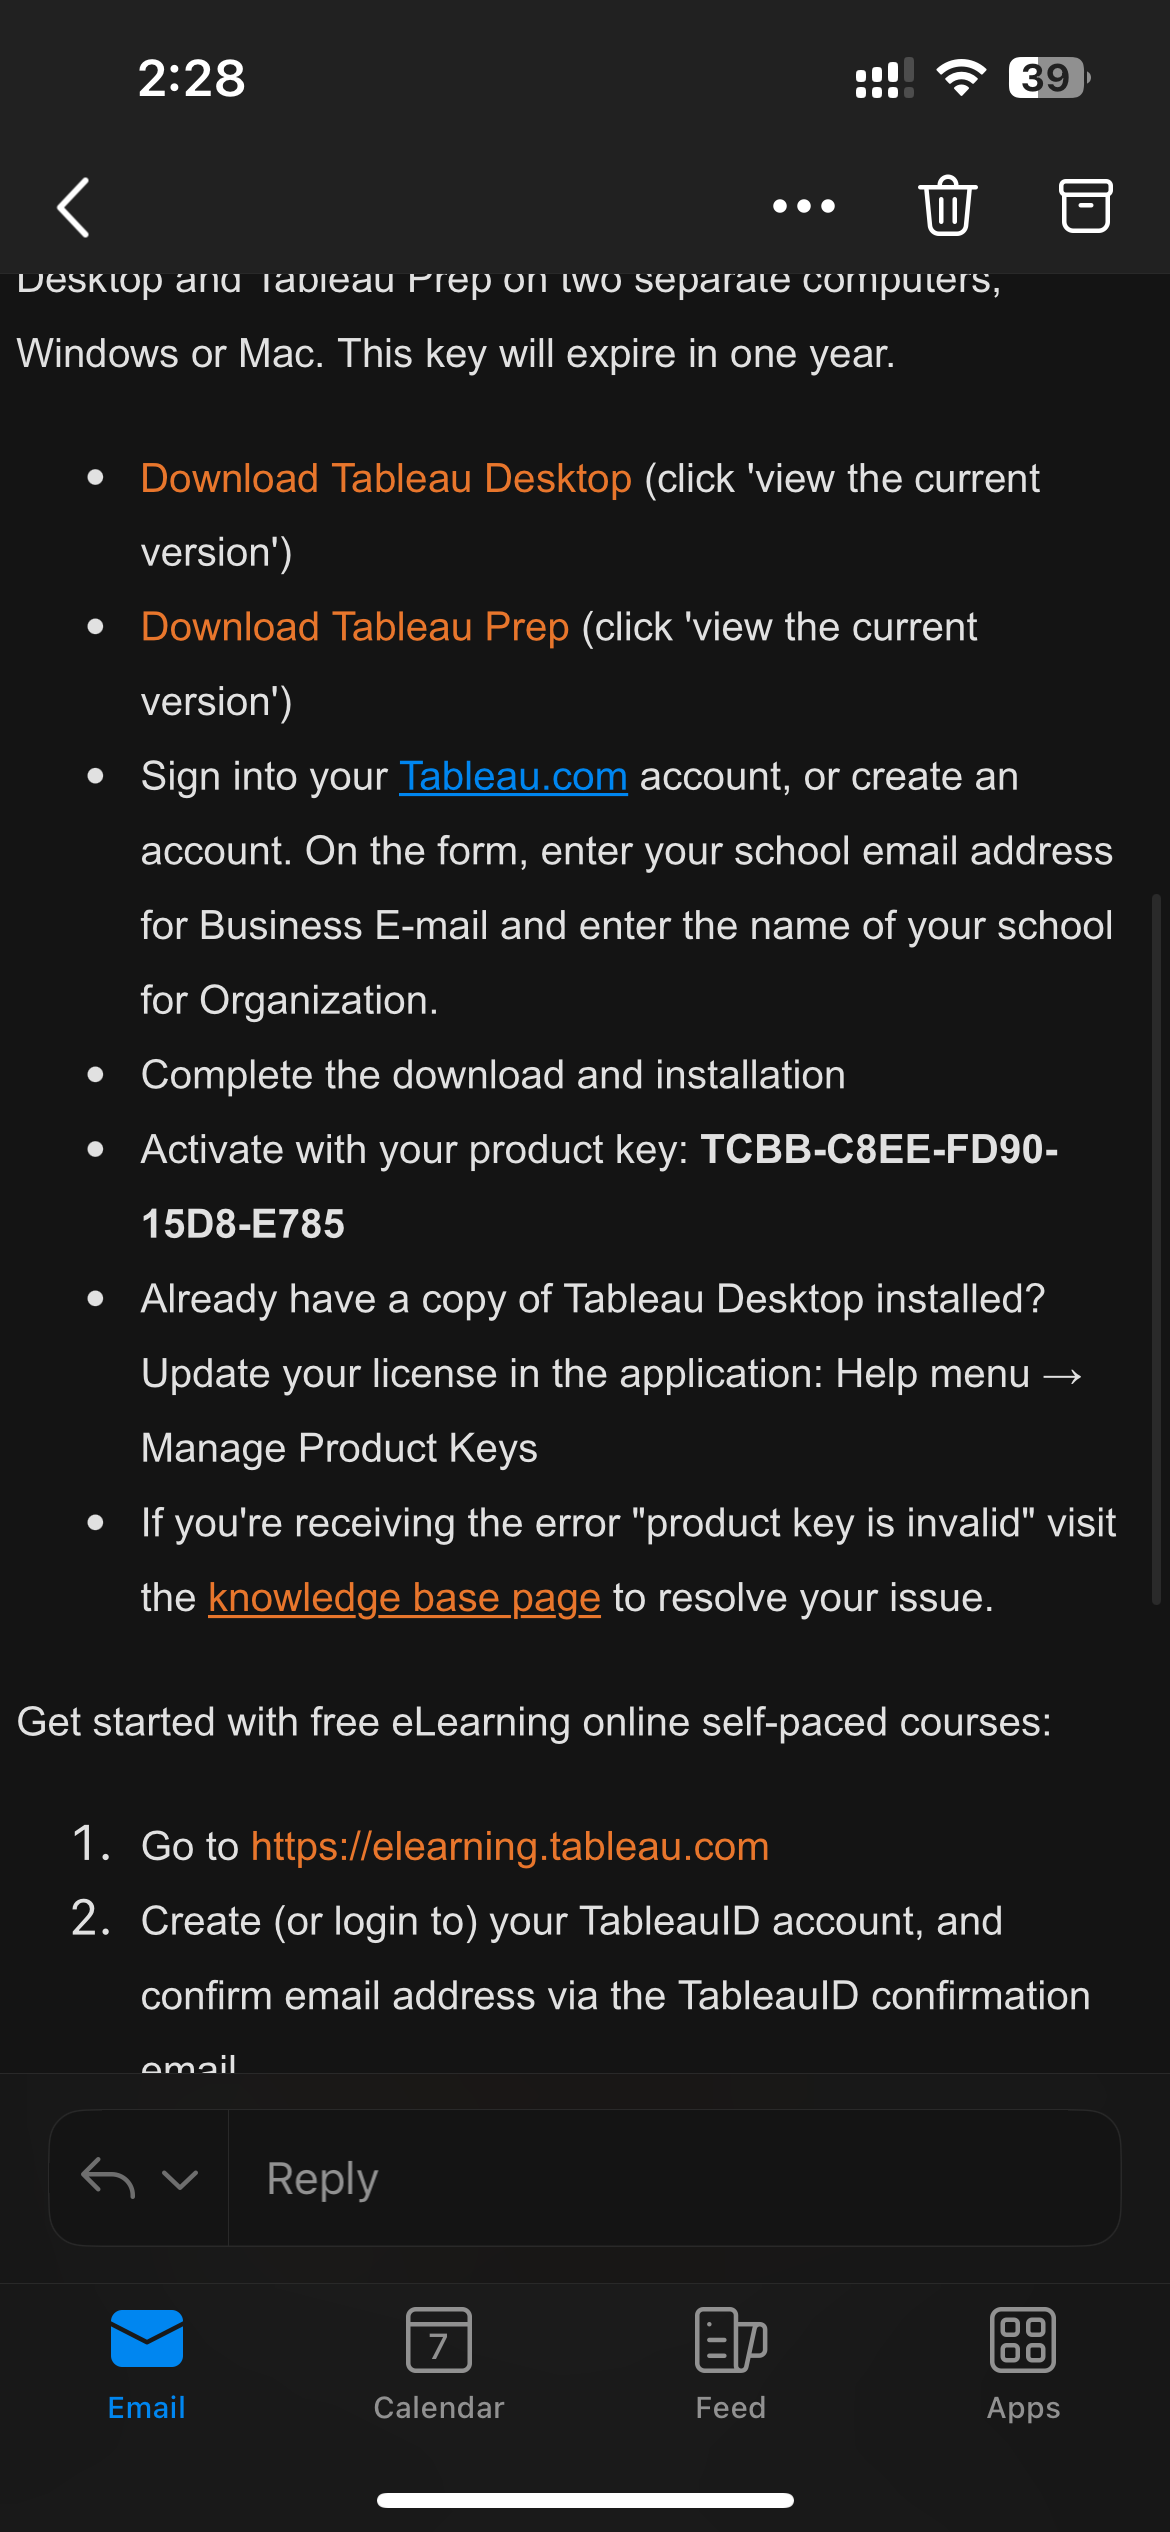 2:28
39
Desktop and Tableau Prep on two separate computers,
Windows or Mac. This key will expire in one year.
• Download Tableau Desktop (click 'view the current
version')
• Download Tableau Prep (click 'view the current
version')
• Sign into your Tableau.com account, or create an
account. On the form, enter your school email address
for Business E-mail and enter the name of your school
for Organization.
• Complete the download and installation
• Activate with your product key: TCBB-C8EE-FD90-
15D8-E785
• Already have a copy of Tableau Desktop installed?
Update your license in the application: Help menu →
Manage Product Keys
• If you're receiving the error "product key is invalid" visit
the knowledge base page to resolve your issue.
Get started with free eLearning online self-paced courses:
1. Go to https://elearning.tableau.com
2. Create (or login to) your TableauID account, and
confirm email address via the TableauID confirmation
email
Reply
7
Email
Calendar
Feed
Apps